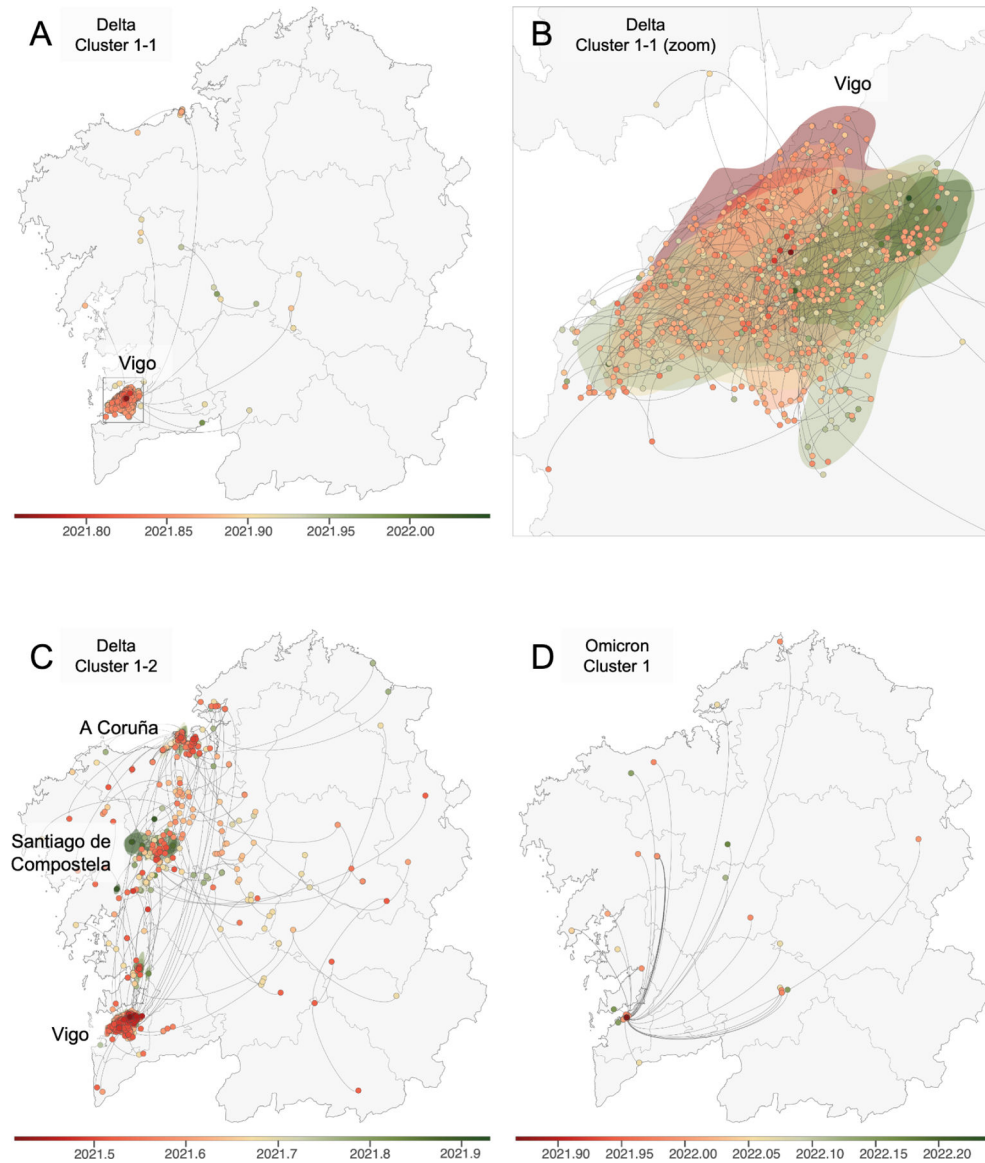 A
Delta
Cluster 1-1
Vigo
2021.80 2021.85 2021.90 2021.95 2022.00
B
Delta
Cluster 1-1 (zoom)
Vigo
C
Delta
Cluster 1-2
A Coruña
Santiago de
Compostela
Vigo
2021.5 2021.6 2021.7 2021.8 2021.9
D
Omicron
Cluster 1
2021.90 2021.95 2022.00 2022.05 2022.10 2022.15 2022.20